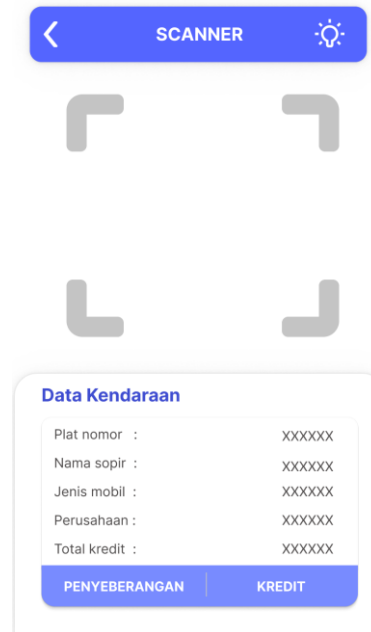 SCANNER
Data Kendaraan
Plat nomor : XXXXXX
Nama sopir : XXXXXX
Jenis mobil : XXXXXX
Perusahaan : XXXXXX
Total kredit : XXXXXX
PENYEBERANGAN KREDIT